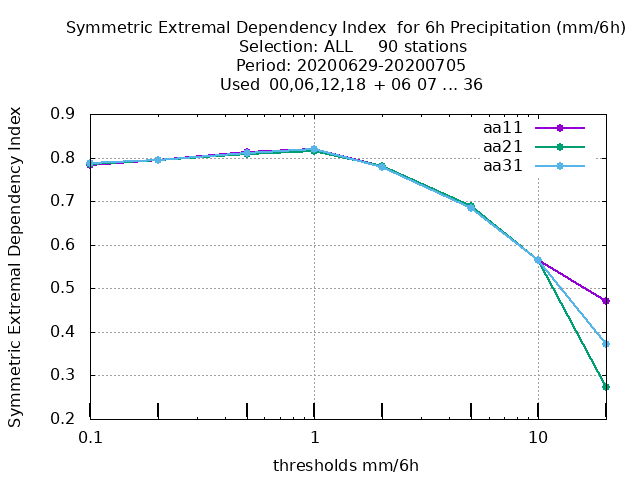 Symmetric Extremal Dependency Index  for 6h Precipitation (mm/6h)
Selection: ALL     90 stations
Period: 20200629-20200705
Used  00,06,12,18  + 06 07 ... 36
Symmetric Extremal Dependency Index
0.9
0.8
0.7
0.6
0.5
0.4
0.3
0.2
aa11
aa21
aa31
0.1
1
10
thresholds mm/6h